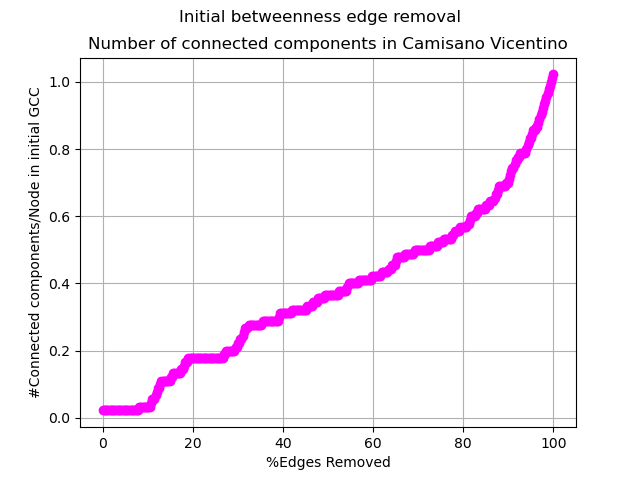 Initial betweenness edge removal
Number of connected components in Camisano Vicentino
#Connected components/Node in initial GCC
1.0
0.8
0.6
0.4
0.2
0.0
0 20 40 60 80 100
%Edges Removed